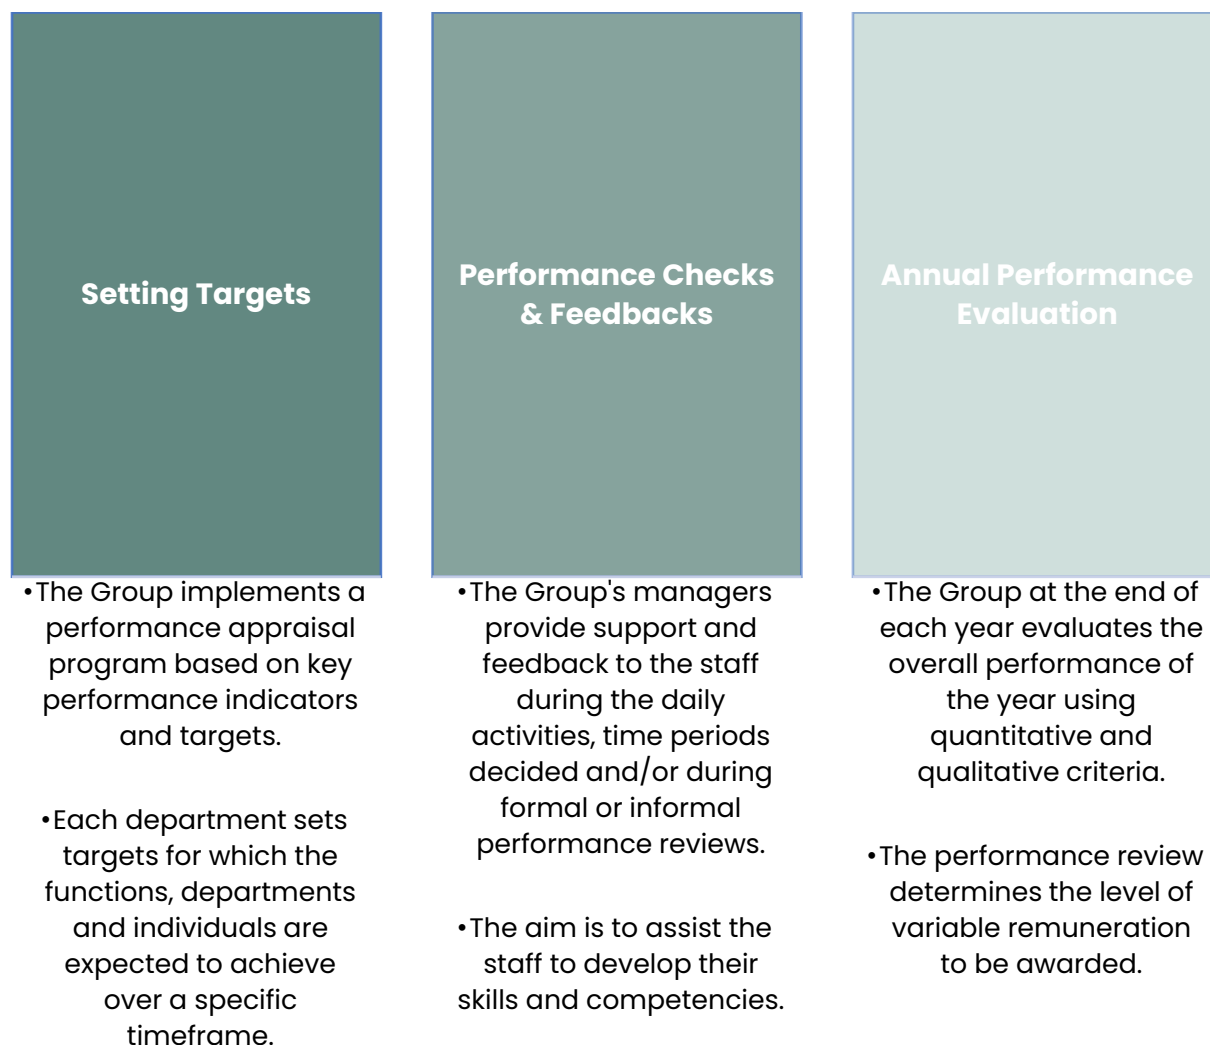 Setting Targets
•The Group implements a
performance appraisal
program based on key
performance indicators
and targets.
•Each department sets
targets for which the
functions, departments
and individuals are
expected to achieve
over a specific
timeframe.
Performance Checks
& Feedbacks
•The Group's managers
provide support and
feedback to the staff
during the daily
activities, time periods
decided and/or during
formal or informal
performance reviews.
•The aim is to assist the
staff to develop their
skills and competencies.
Annual Performance
Evaluation
•The Group at the end of
each year evaluates the
overall performance of
the year using
quantitative and
qualitative criteria.
•The performance review
determines the level of
variable remuneration
to be awarded.